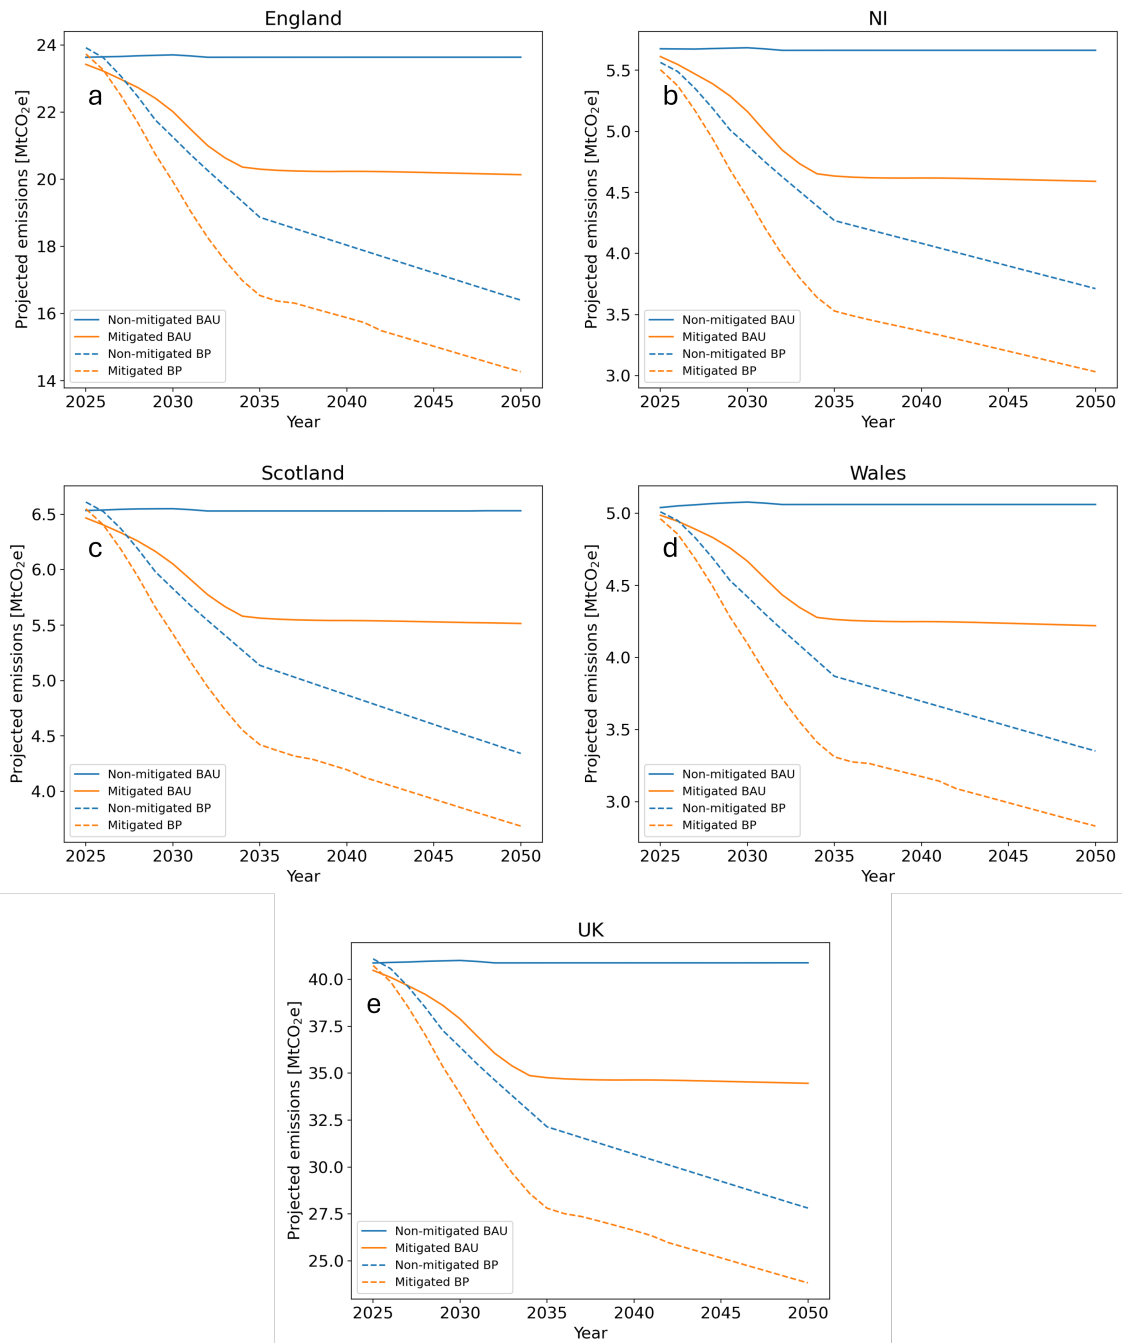 England
24
22
20
18
16
14
Projected emissions [MtCO₂e]
a
Non-mitigated BAU
Mitigated BAU
Non-mitigated BP
Mitigated BP
2025 2030 2035 2040 2045 2050
Year
NI
5.5
5.0
4.5
4.0
3.5
3.0
Projected emissions [MtCO₂e]
b
Non-mitigated BAU
Mitigated BAU
Non-mitigated BP
Mitigated BP
2025 2030 2035 2040 2045 2050
Year
Scotland
6.5
6.0
5.5
5.0
4.5
4.0
Projected emissions [MtCO₂e]
c
Non-mitigated BAU
Mitigated BAU
Non-mitigated BP
Mitigated BP
2025 2030 2035 2040 2045 2050
Year
Wales
5.0
4.5
4.0
3.5
3.0
Projected emissions [MtCO₂e]
d
Non-mitigated BAU
Mitigated BAU
Non-mitigated BP
Mitigated BP
2025 2030 2035 2040 2045 2050
Year
UK
40.0
37.5
35.0
32.5
30.0
27.5
25.0
Projected emissions [MtCO₂e]
e
Non-mitigated BAU
Mitigated BAU
Non-mitigated BP
Mitigated BP
2025 2030 2035 2040 2045 2050
Year